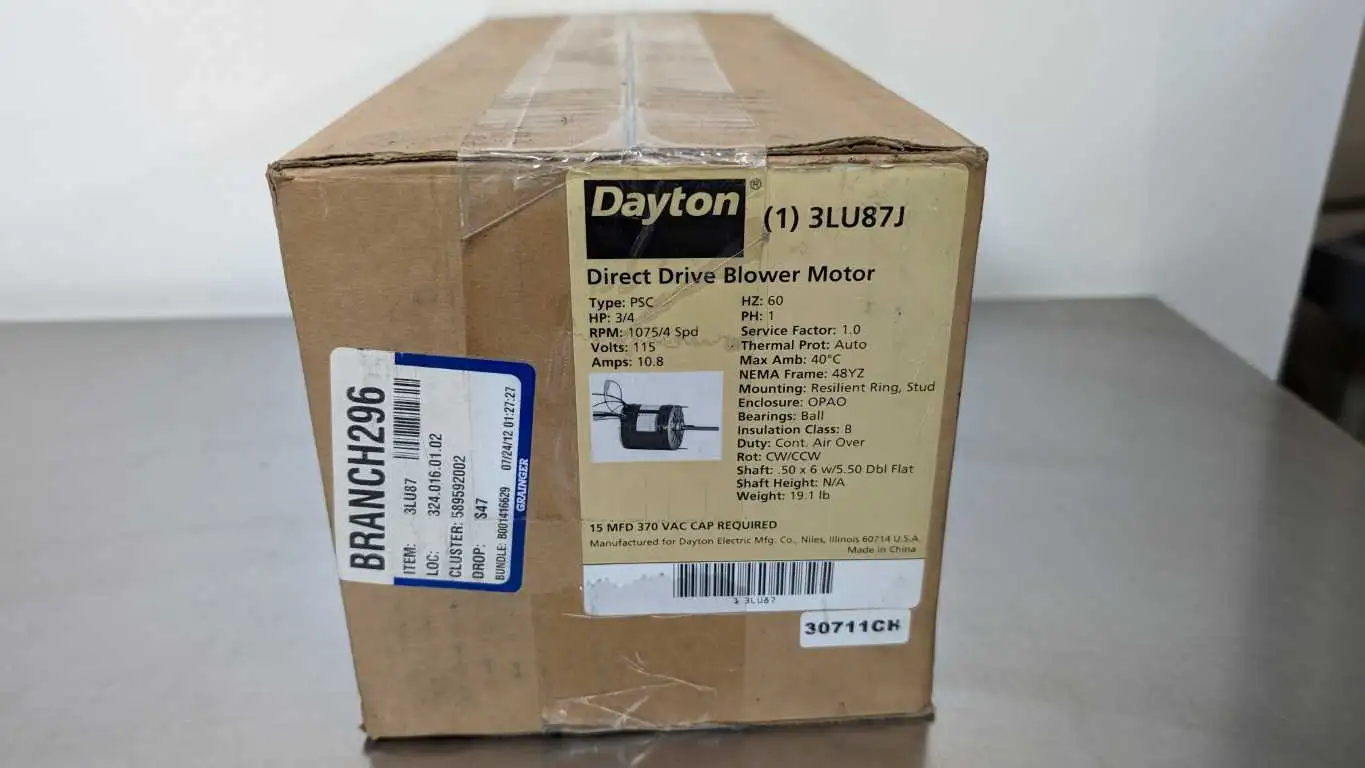 Dayton®
(1) 3LU87J
Direct Drive Blower Motor
Type: PSC
HP: 3/4
RPM: 1075/4 Spd
Volts: 115
Amps: 10.8
HZ: 60
PH: 1
Service Factor: 1.0
Thermal Prot: Auto
Max Amb: 40°C
NEMA Frame: 48YZ
Mounting: Resilient Ring, Stud
Enclosure: OPAO
Bearings: Ball
Insulation Class: B
Duty: Cont. Air Over
Rot: CW/CCW
Shaft: .50 x 6 w/5.50 Dbl Flat
Shaft Height: N/A
Weight: 19.1 lb
15 MFD 370 VAC CAP REQUIRED
Manufactured for Dayton Electric Mfg. Co., Niles, Illinois 60714 U.S.A.
Made in China
1 3LU87
30711CH
BRANCH296
ITEM: 3LU87
LOC: 324.016.01.02
CLUSTER: 589592002
DROP: S47
BUNDLE: B001416629 07/24/12 01:27:27
GRAINGER